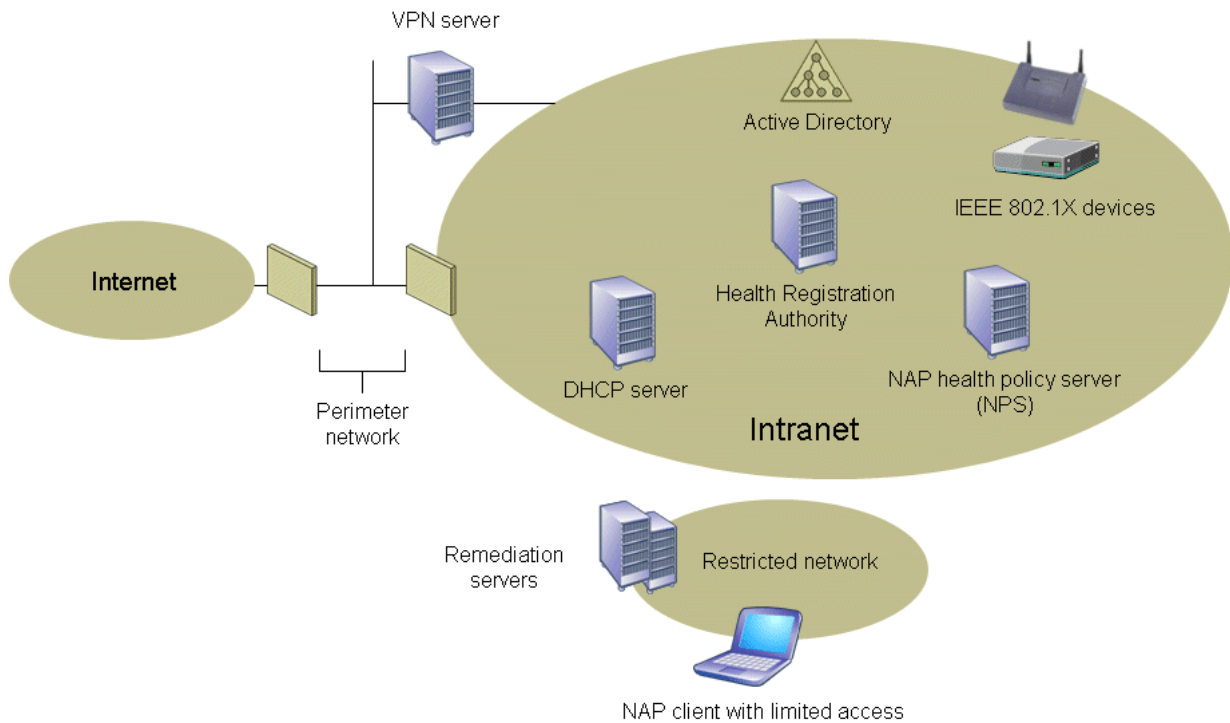 VPN server
Active Directory
IEEE 802.1X devices
Internet
Health Registration
Authority
DHCP server
NAP health policy server
(NPS)
Intranet
Perimeter
network
Remediation
servers
Restricted network
NAP client with limited access